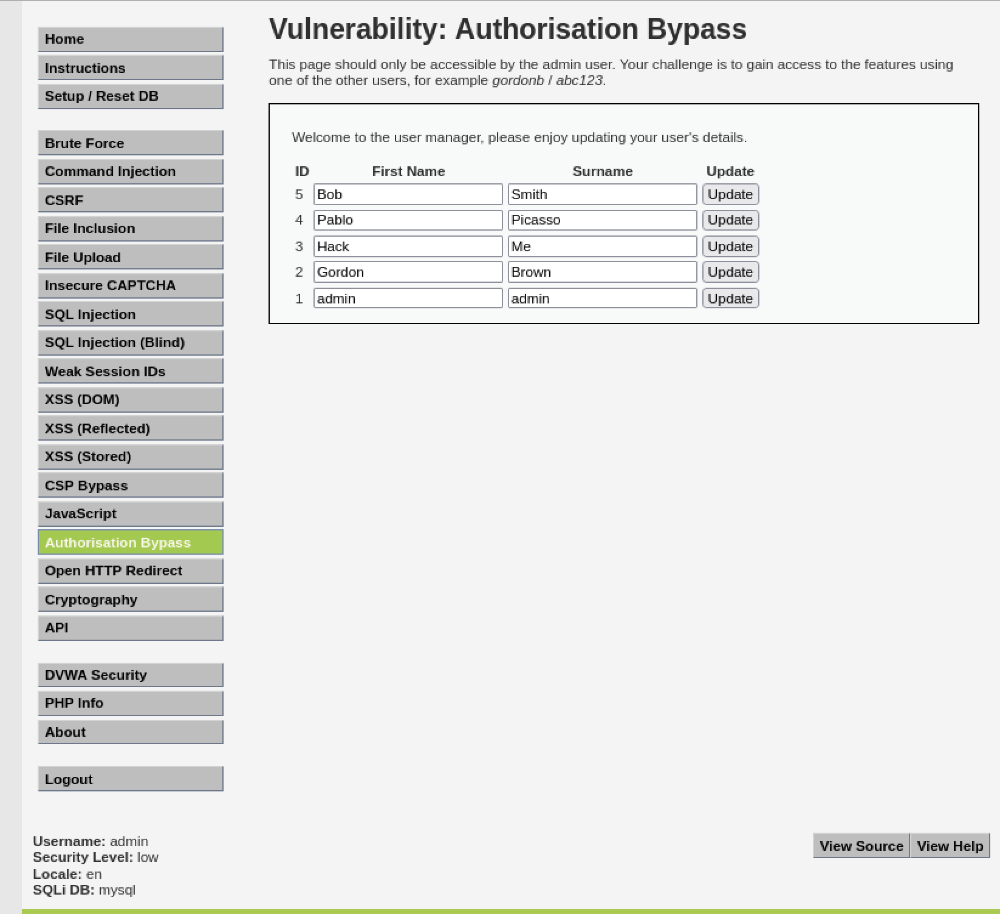 Home
Instructions
Setup / Reset DB
Brute Force
Command Injection
CSRF
File Inclusion
File Upload
Insecure CAPTCHA
SQL Injection
SQL Injection (Blind)
Weak Session IDs
XSS (DOM)
XSS (Reflected)
XSS (Stored)
CSP Bypass
JavaScript
Authorisation Bypass
Open HTTP Redirect
Cryptography
API
DVWA Security
PHP Info
About
Logout
Vulnerability: Authorisation Bypass
This page should only be accessible by the admin user. Your challenge is to gain access to the features using
one of the other users, for example gordonb / abc123.
Welcome to the user manager, please enjoy updating your user's details.
ID First Name Surname Update
5 Bob Smith Update
4 Pablo Picasso Update
3 Hack Me Update
2 Gordon Brown Update
1 admin admin Update
Username: admin
Security Level: low
Locale: en
SQLi DB: mysql
View Source View Help